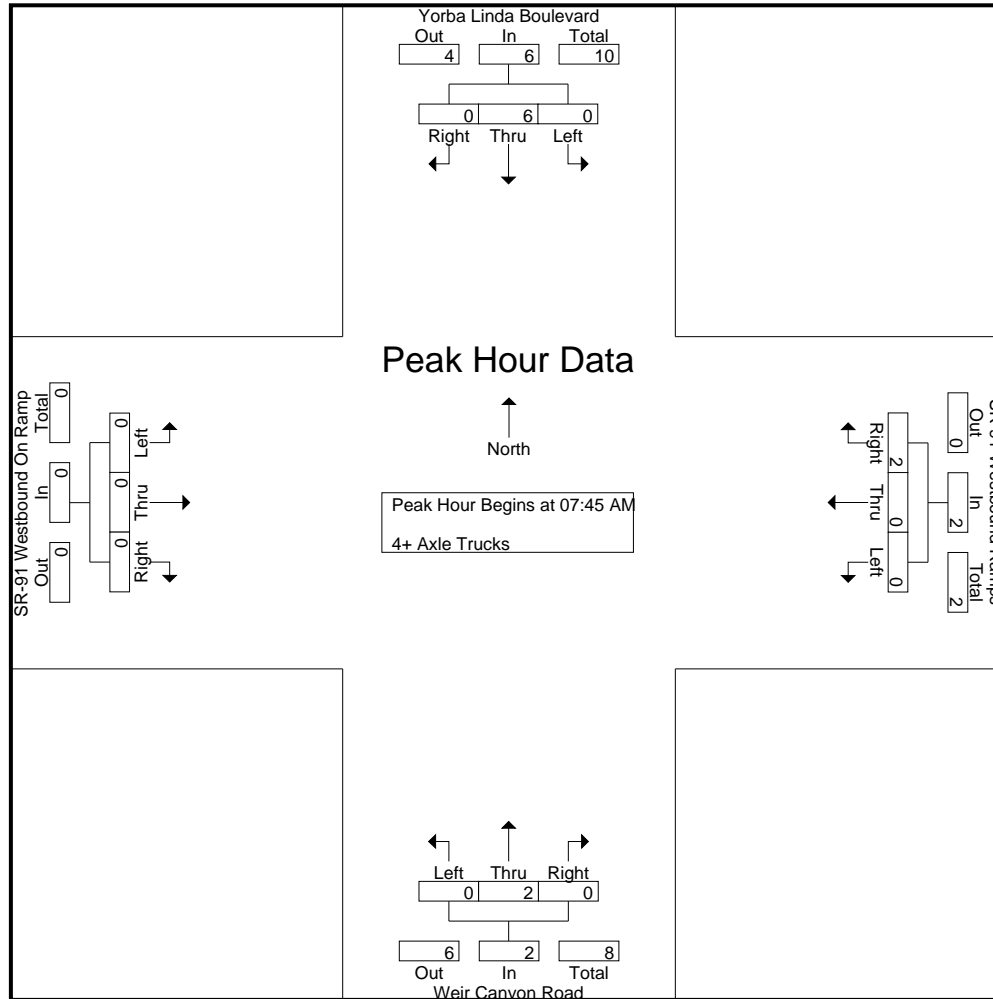 Yorba Linda Boulevard
Out In Total
4 6 10
0 6 0
Right Thru Left
Peak Hour Data
North
Peak Hour Begins at 07:45 AM
4+ Axle Trucks
SR-91 Westbound On Ramp
Total In Out
0 0 0
0 0 0
Left Thru Right
Westbound Ramps
Out In Total
0 2 2
2 0 0
Right Thru Left
Left Thru Right
0 2 0
6 2 8
Out In Total
Weir Canyon Road